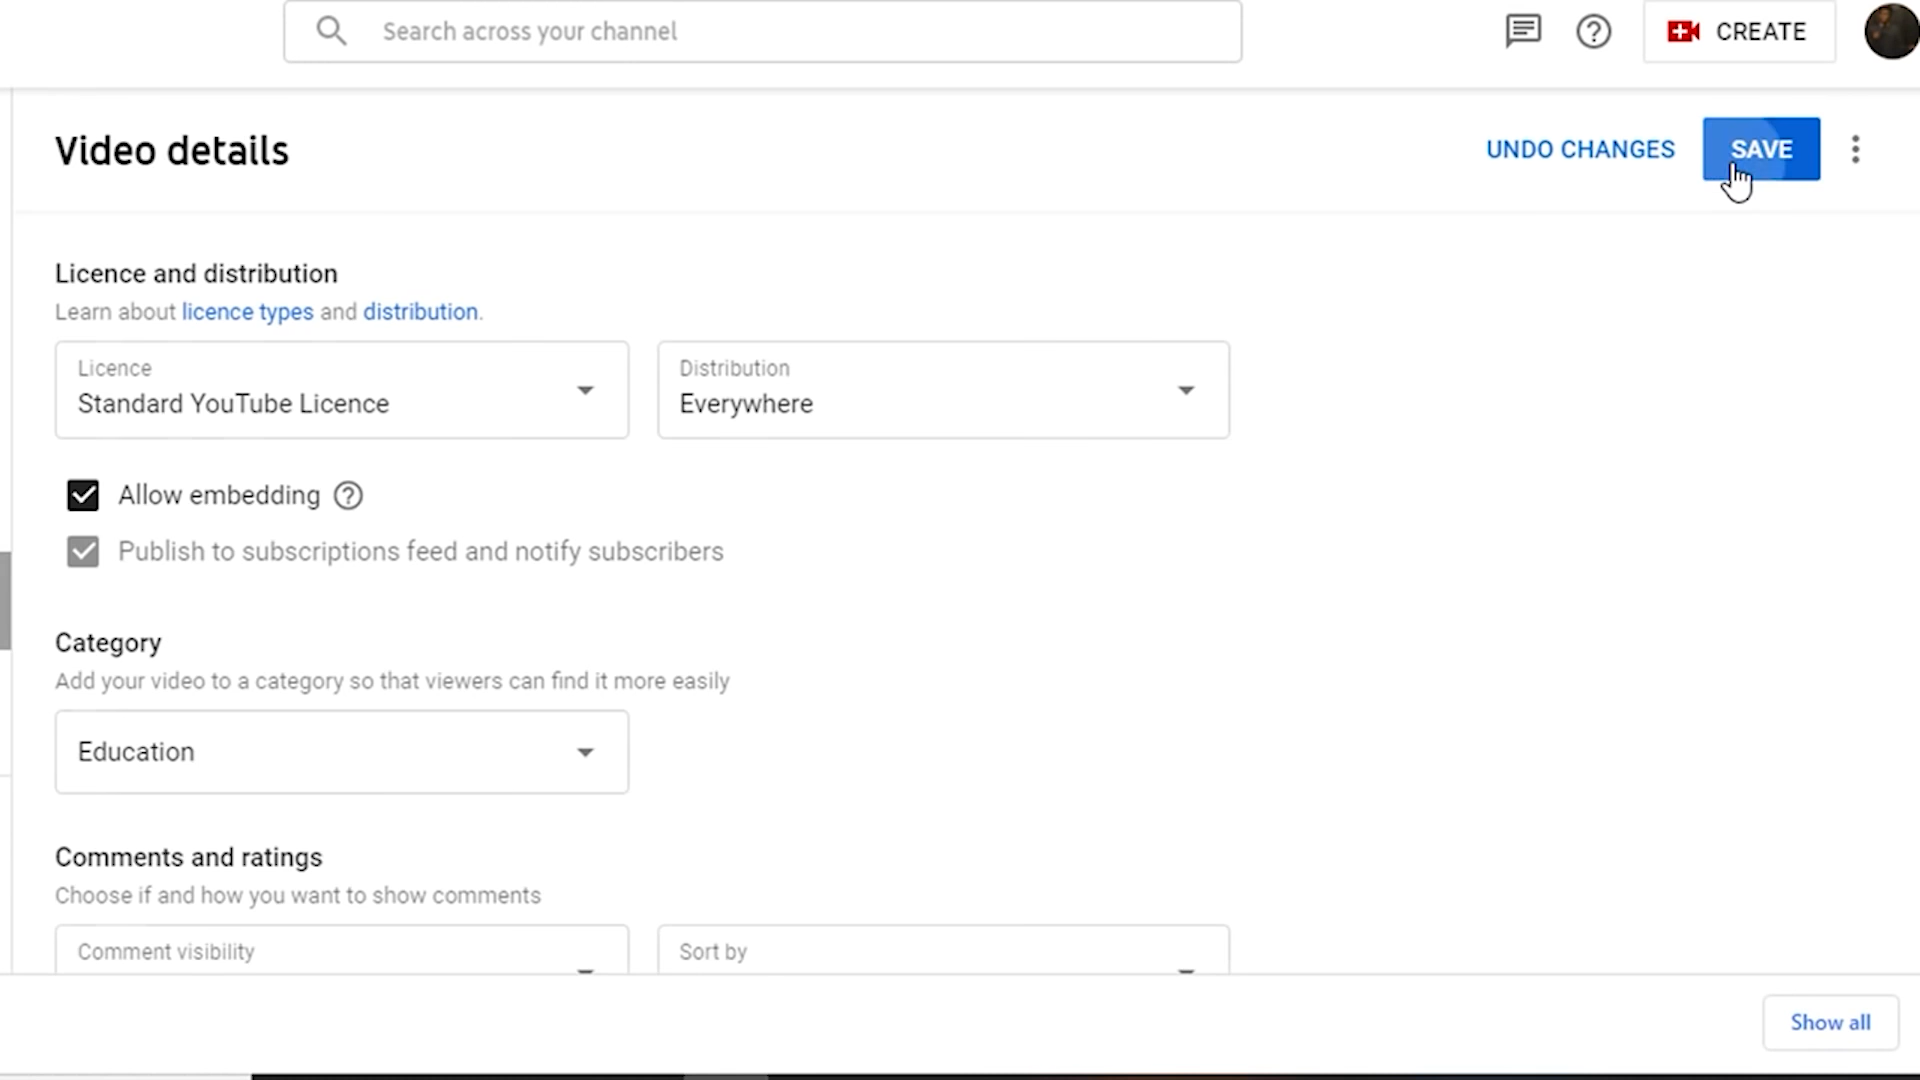 Search across your channel
CREATE
Video details
UNDO CHANGES
SAVE
Licence and distribution
Learn about licence types and distribution.
Licence
Standard YouTube Licence
Distribution
Everywhere
Allow embedding
Publish to subscriptions feed and notify subscribers
Category
Add your video to a category so that viewers can find it more easily
Education
Comments and ratings
Choose if and how you want to show comments
Comment visibility
Sort by
Show all